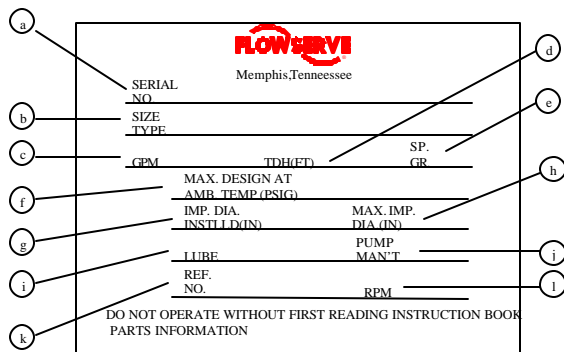 a
FLOWSERVE
d
Memphis,Tenneessee
e
SERIAL
NO
b
SIZE
TYPE
c
SP.
GPM TDH(FT) GR.
MAX. DESIGN AT
f
AMB. TEMP (PSIG)
h
IMP. DIA. MAX. IMP.
INSTLLD(IN) DIA.(IN)
g
PUMP
LUBE MAN'T
j
i
REF.
NO. RPM
l
DO NOT OPERATE WITHOUT FIRST READING INSTRUCTION BOOK
PARTS INFORMATION
k